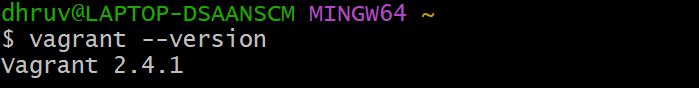 dhruv@LAPTOP-DSAANSCM MINGW64 ~
$ vagrant --version
Vagrant 2.4.1